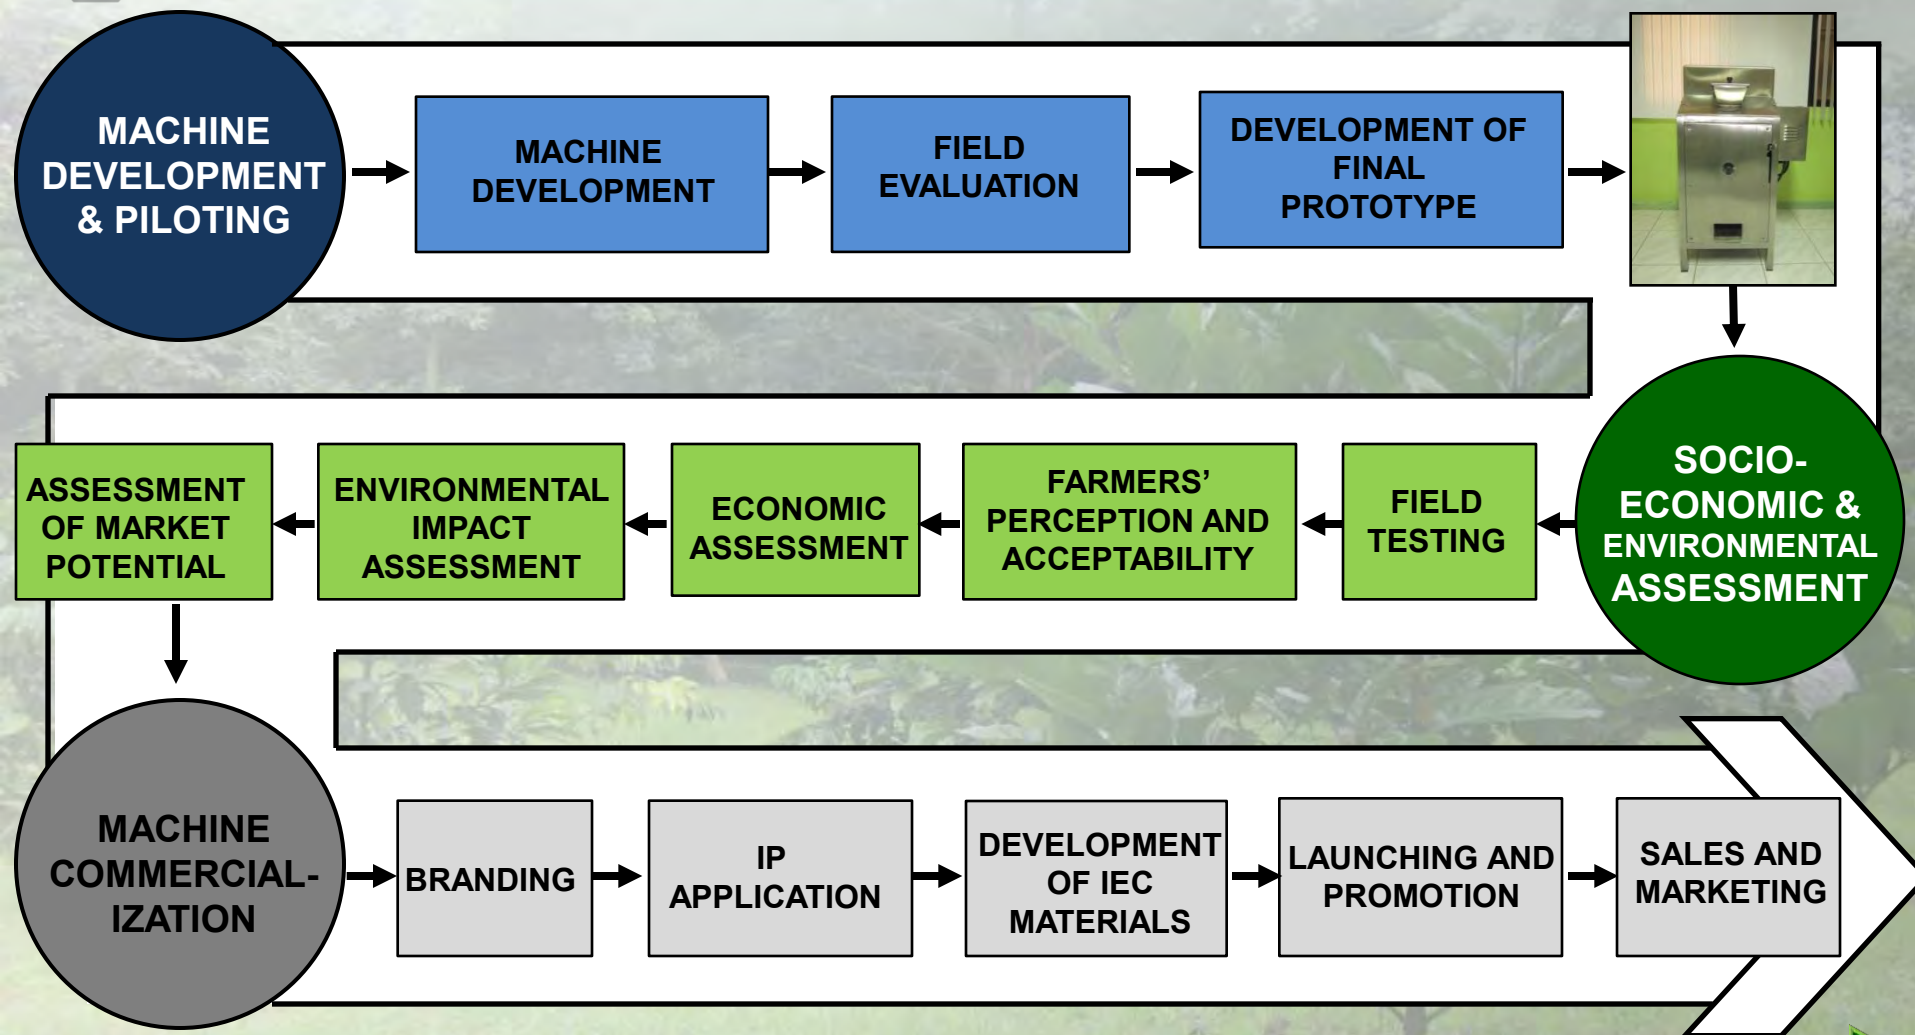 MACHINE
DEVELOPMENT
& PILOTING
MACHINE
DEVELOPMENT
FIELD
EVALUATION
DEVELOPMENT OF
FINAL
PROTOTYPE
SOCIO-
ECONOMIC &
ENVIRONMENTAL
ASSESSMENT
FIELD
TESTING
FARMERS’
PERCEPTION AND
ACCEPTABILITY
ECONOMIC
ASSESSMENT
ENVIRONMENTAL
IMPACT
ASSESSMENT
ASSESSMENT
OF MARKET
POTENTIAL
MACHINE
COMMERCIAL-
IZATION
BRANDING
IP
APPLICATION
DEVELOPMENT
OF IEC
MATERIALS
LAUNCHING AND
PROMOTION
SALES AND
MARKETING